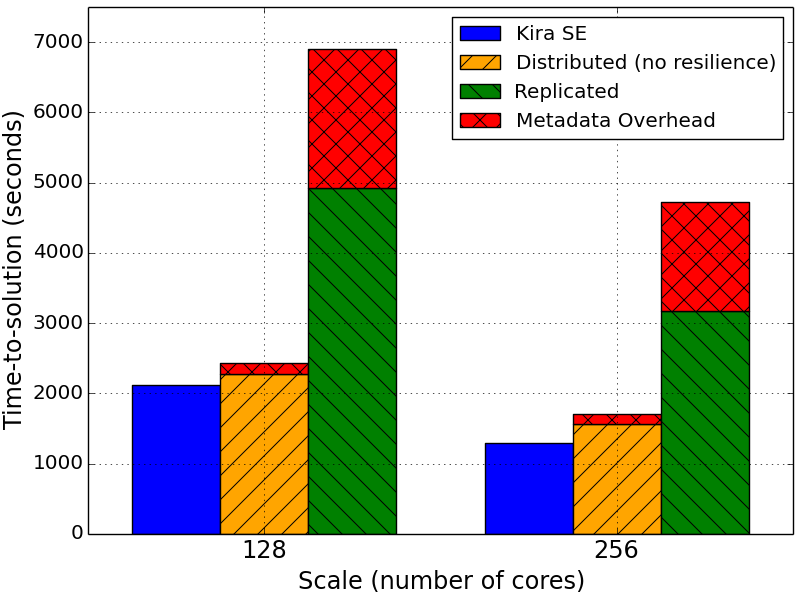 7000
6000
5000
4000
3000
2000
1000
0
Time-to-solution (seconds)
Kira SE
Distributed (no resilience)
Replicated
Metadata Overhead
128
256
Scale (number of cores)